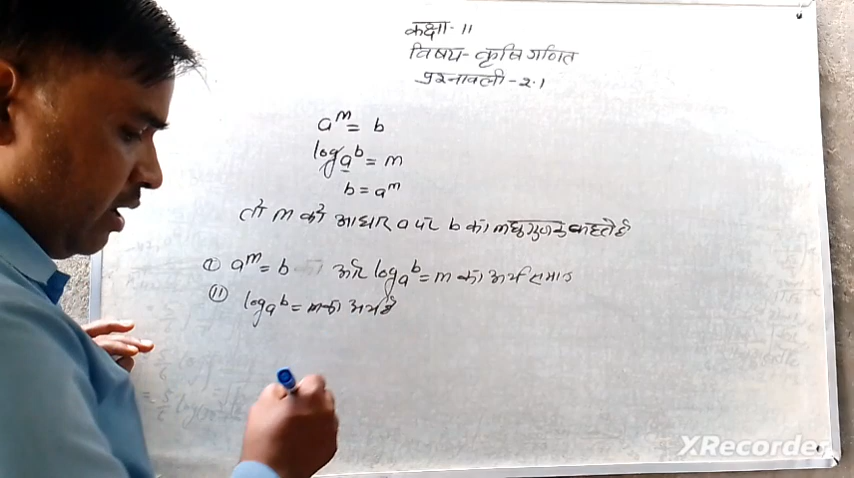 कक्षा-11
विषय- कृषि गणित
प्रश्नावली-2.1
a^m = b
log_a b = m
b = a^m
तो m को आधार a पर b का लघुगुणक कहते है
(i) a^m = b और log_a b = m का अर्थ समान
(ii) log_a b = m का अर्थ है
XRecorder